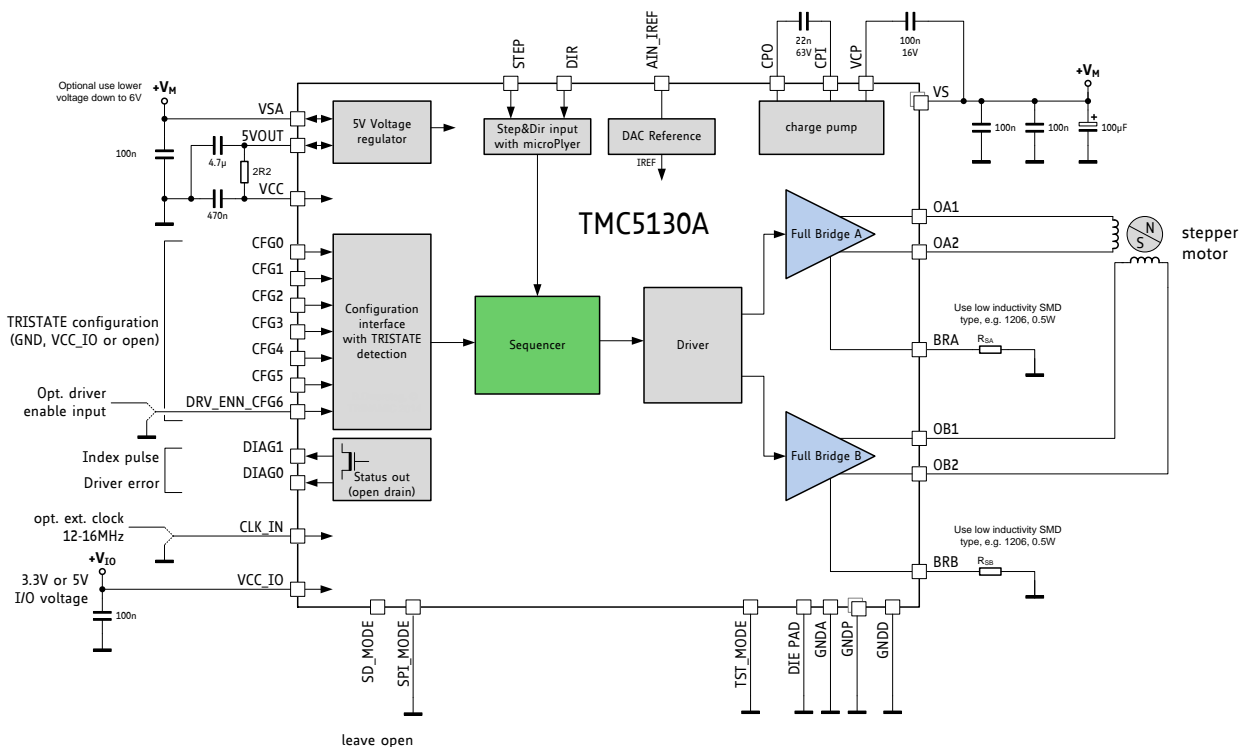 STEP
DIR
AIN_IREF
CPO
22n
63V
CPI
VCP
100n
16V
Optional use lower
voltage down to 6V
+VM
VSA
5VOUT
100n
4.7µ
2R2
VCC
470n
5V Voltage
regulator
Step&Dir input
with microPlyer
DAC Reference
IREF
charge pump
VS
+VM
100n
100n
+
100µF
TMC5130A
CFG0
CFG1
CFG2
CFG3
CFG4
CFG5
DRV_ENN_CFG6
TRISTATE configuration
(GND, VCC_IO or open)
Opt. driver
enable input
Configuration
interface
with TRISTATE
detection
Sequencer
Driver
Full Bridge A
Full Bridge B
OA1
OA2
N
S
stepper
motor
Use low inductivity SMD
type, e.g. 1206, 0.5W
BRA
RSA
OB1
OB2
Use low inductivity SMD
type, e.g. 1206, 0.5W
BRB
RSB
Index pulse
Driver error
DIAG1
DIAG0
Status out
(open drain)
opt. ext. clock
12-16MHz
CLK_IN
+VIO
3.3V or 5V
I/O voltage
VCC_IO
100n
SD_MODE
SPI_MODE
TST_MODE
DIE PAD
GNDA
GNDP
GNDD
leave open